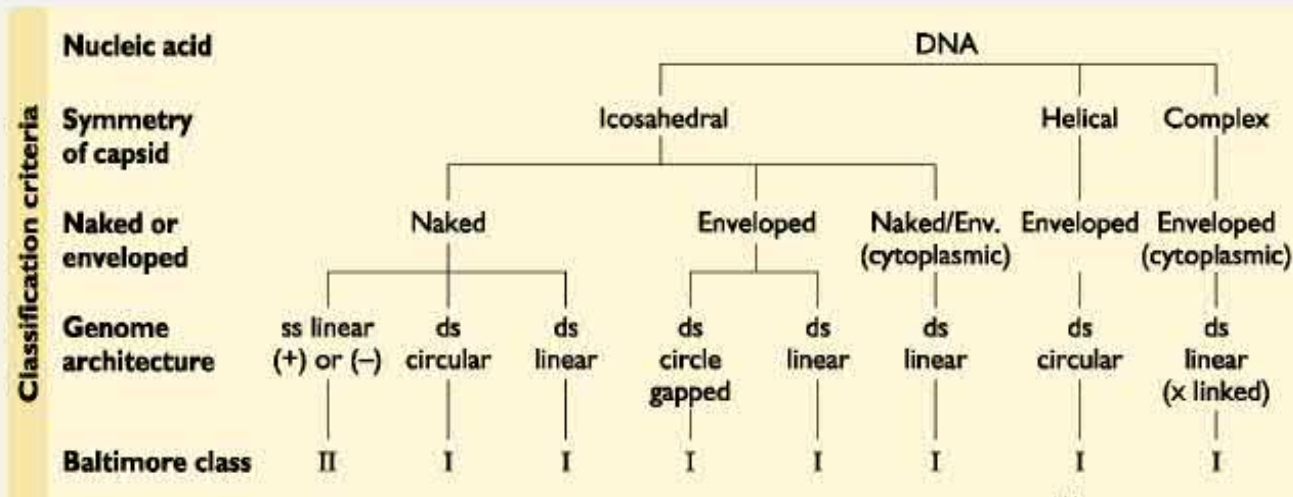 Classification criteria
Nucleic acid DNA
Symmetry of capsid Icosahedral Helical Complex
Naked or enveloped Naked Enveloped Naked/Env. (cytoplasmic) Enveloped Enveloped (cytoplasmic)
Genome architecture ss linear (+) or (–) ds circular ds linear ds circle gapped ds linear ds linear ds circular ds linear (x linked)
Baltimore class II I I I I I I I